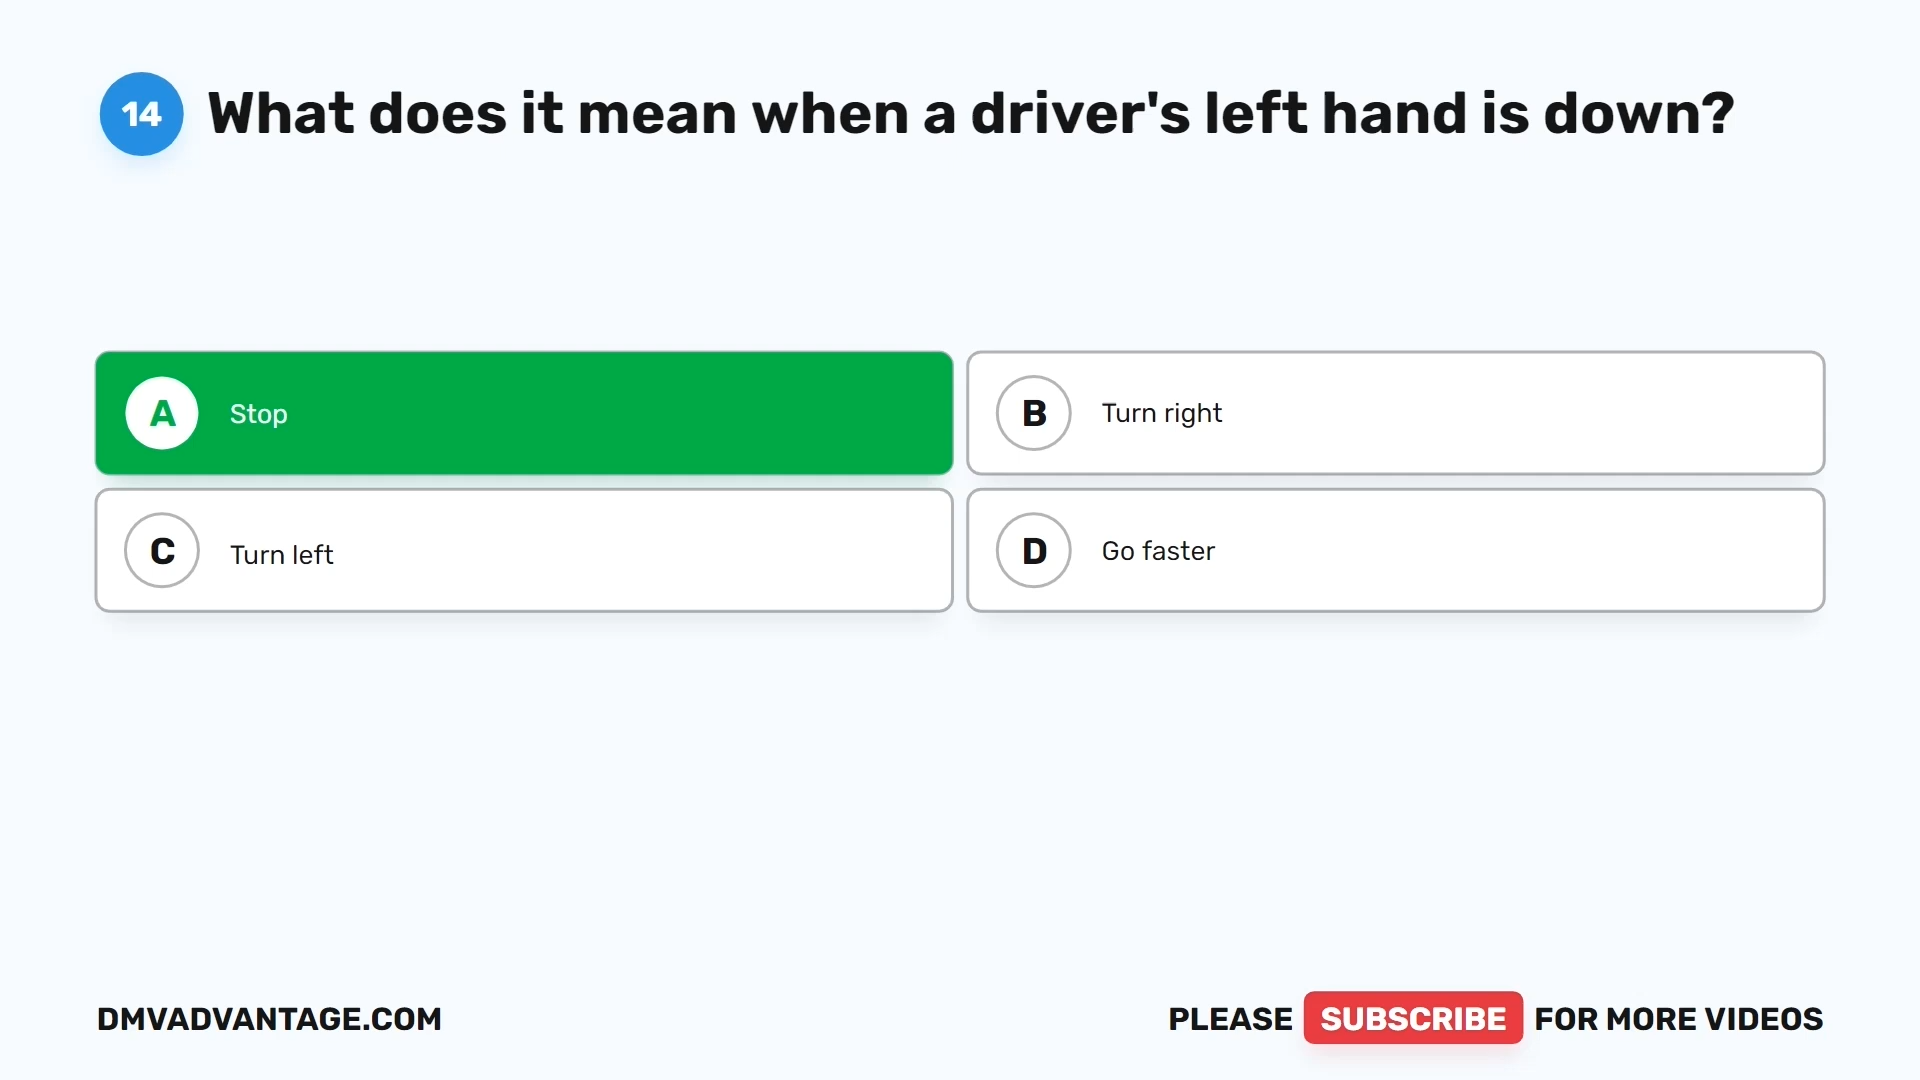 14 What does it mean when a driver's left hand is down?
A Stop
B Turn right
C Turn left
D Go faster
DMVADVANTAGE.COM
PLEASE SUBSCRIBE FOR MORE VIDEOS